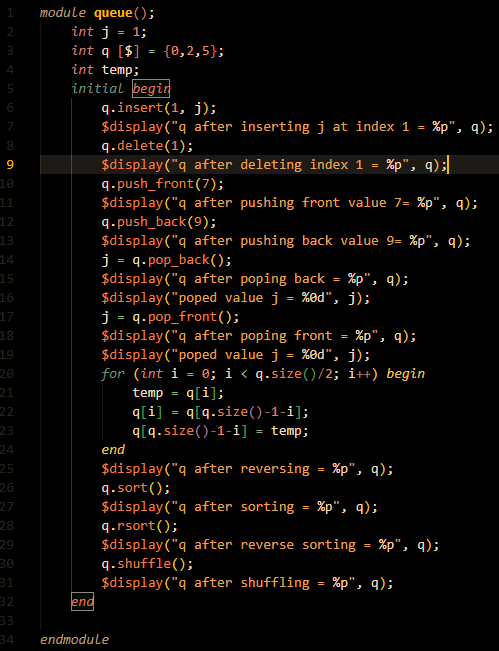 1 module queue();
2 int j = 1;
3 int q [$] = {0,2,5};
4 int temp;
5 initial begin
6 q.insert(1, j);
7 $display("q after inserting j at index 1 = %p", q);
8 q.delete(1);
9 $display("q after deleting index 1 = %p", q);
10 q.push_front(7);
11 $display("q after pushing front value 7= %p", q);
12 q.push_back(9);
13 $display("q after pushing back value 9= %p", q);
14 j = q.pop_back();
15 $display("q after poping back = %p", q);
16 $display("poped value j = %0d", j);
17 j = q.pop_front();
18 $display("q after poping front = %p", q);
19 $display("poped value j = %0d", j);
20 for (int i = 0; i < q.size()/2; i++) begin
21 temp = q[i];
22 q[i] = q[q.size()-1-i];
23 q[q.size()-1-i] = temp;
24 end
25 $display("q after reversing = %p", q);
26 q.sort();
27 $display("q after sorting = %p", q);
28 q.rsort();
29 $display("q after reverse sorting = %p", q);
30 q.shuffle();
31 $display("q after shuffling = %p", q);
32 end
33
34 endmodule